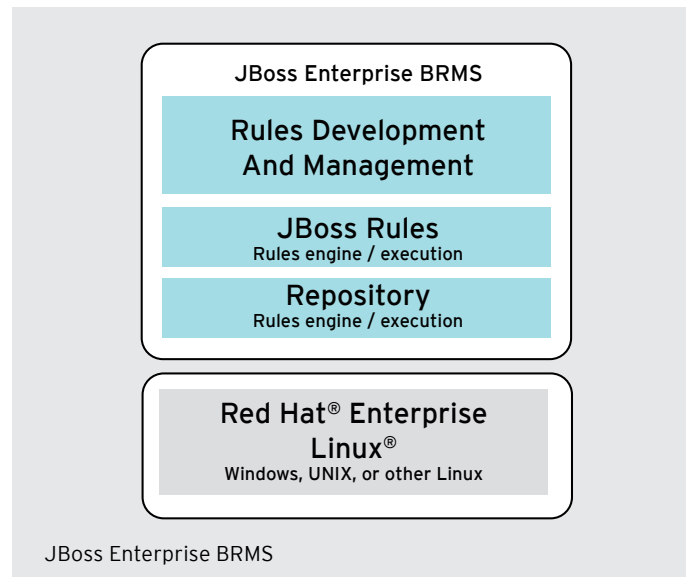 JBoss Enterprise BRMS
Rules Development
And Management
JBoss Rules
Rules engine / execution
Repository
Rules engine / execution
Red Hat® Enterprise
Linux®
Windows, UNIX, or other Linux
JBoss Enterprise BRMS